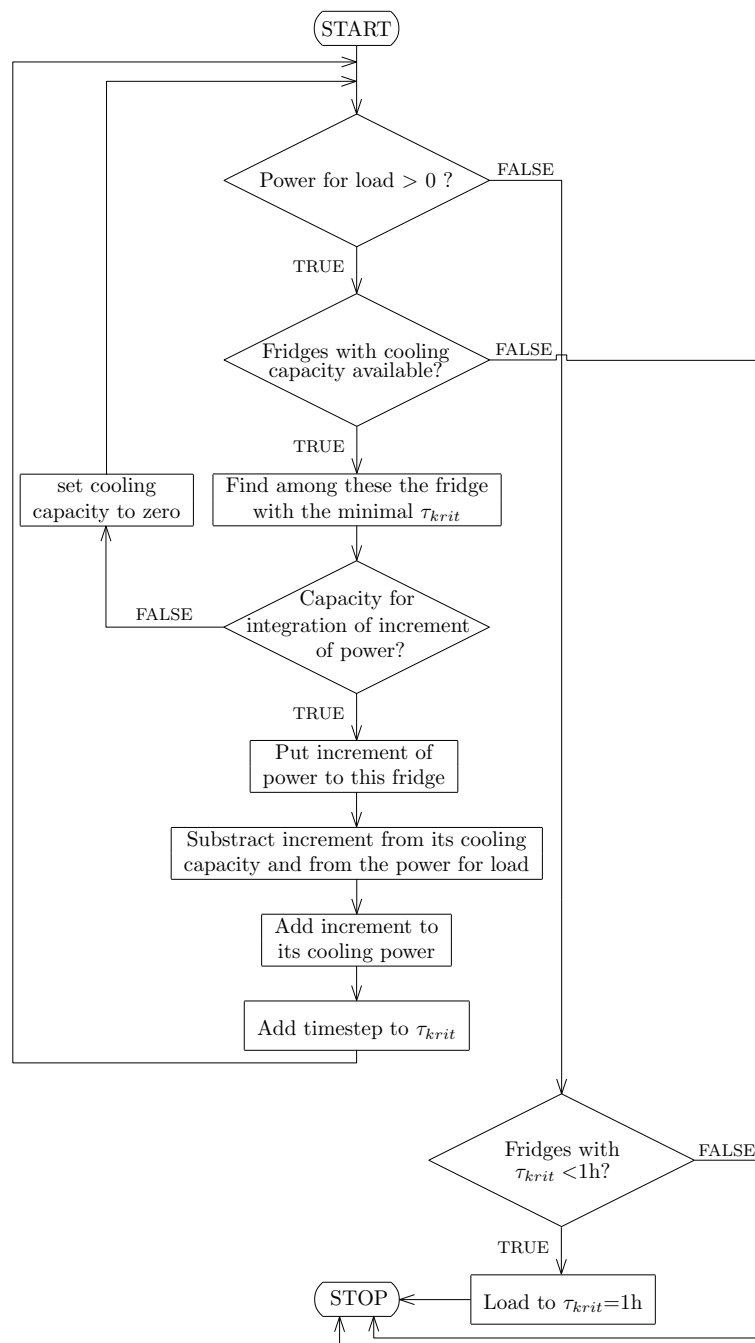 START
Power for load > 0 ?
FALSE
TRUE
Fridges with cooling
capacity available?
FALSE
TRUE
set cooling
capacity to zero
Find among these the fridge
with the minimal τkrit
Capacity for
integration of increment
of power?
FALSE
TRUE
Put increment of
power to this fridge
Substract increment from its cooling
capacity and from the power for load
Add increment to
its cooling power
Add timestep to τkrit
Fridges with
τkrit <1h?
FALSE
TRUE
Load to τkrit=1h
STOP